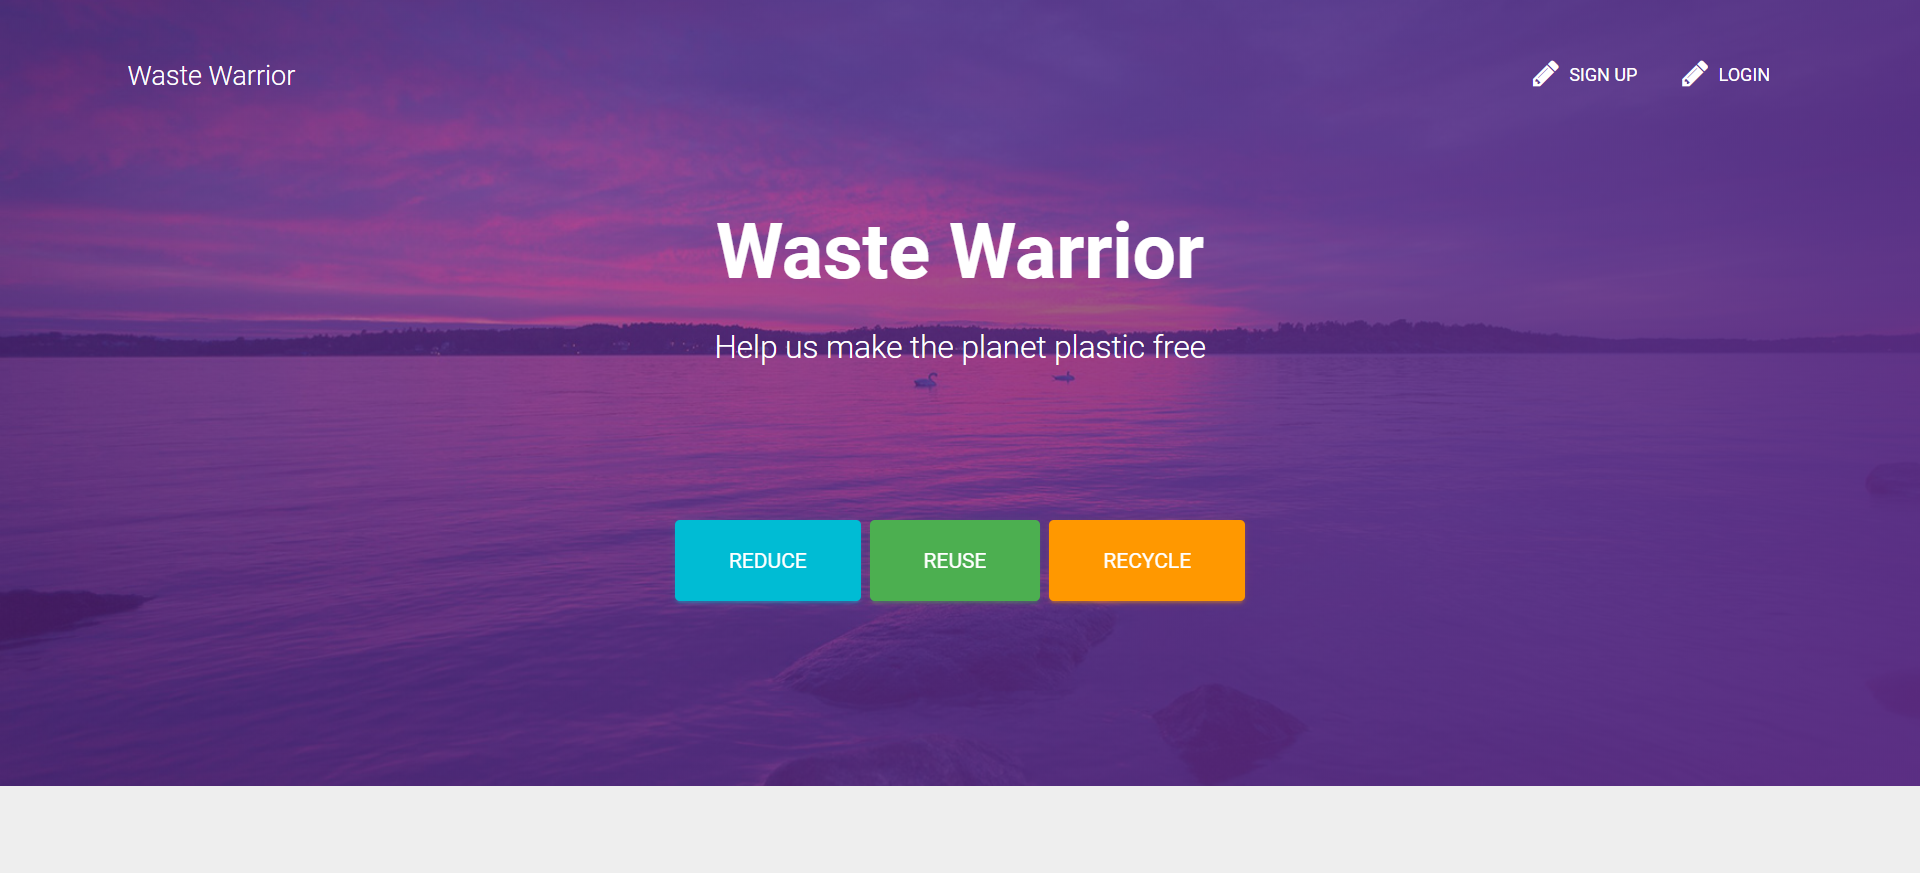 Waste Warrior
SIGN UP
LOGIN
Waste Warrior
Help us make the planet plastic free
REDUCE
REUSE
RECYCLE